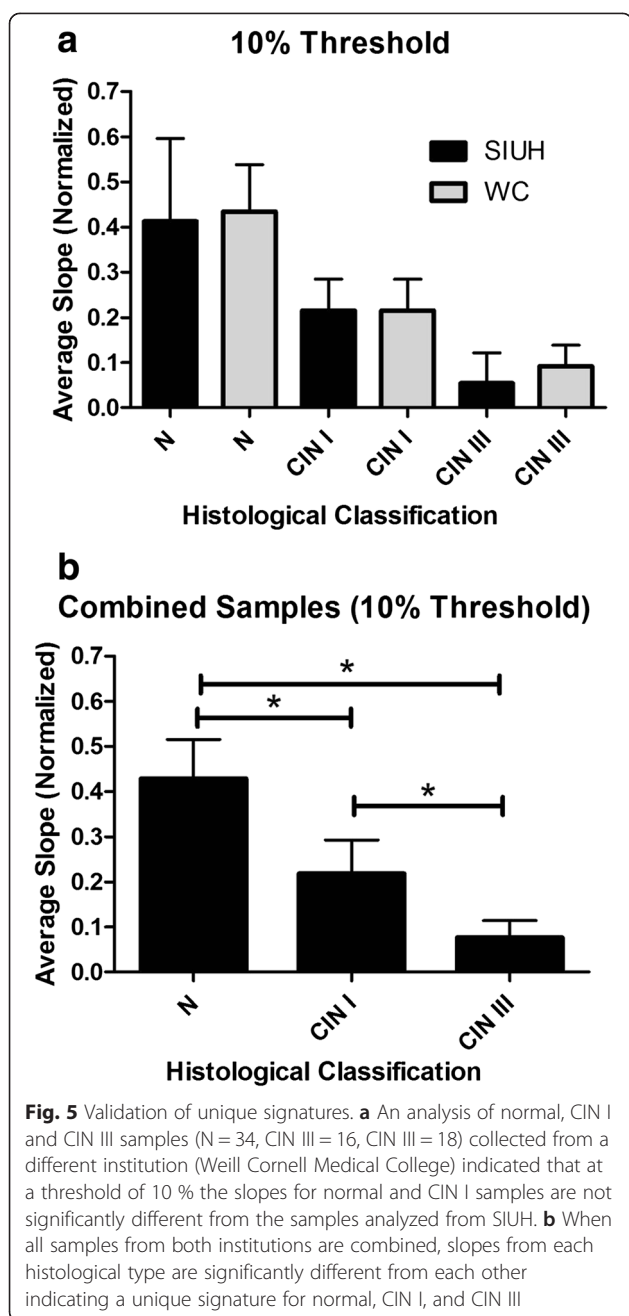 a
10% Threshold
Average Slope (Normalized)
0.7
0.6
0.5
0.4
0.3
0.2
0.1
0.0
SIUH
WC
N
N
CIN I
CIN I
CIN III
CIN III
Histological Classification
b
Combined Samples (10% Threshold)
Average Slope (Normalized)
0.7
0.6
0.5
0.4
0.3
0.2
0.1
0.0
*
*
*
N
CIN I
CIN III
Histological Classification
Fig. 5 Validation of unique signatures. a An analysis of normal, CIN I
and CIN III samples (N = 34, CIN III = 16, CIN III = 18) collected from a
different institution (Weill Cornell Medical College) indicated that at
a threshold of 10 % the slopes for normal and CIN I samples are not
significantly different from the samples analyzed from SIUH. b When
all samples from both institutions are combined, slopes from each
histological type are significantly different from each other
indicating a unique signature for normal, CIN I, and CIN III